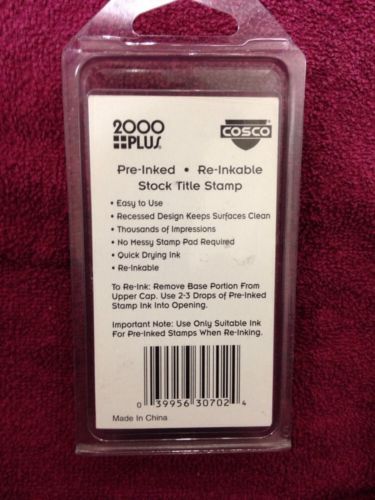 2000 PLUS COSCO
Pre-Inked • Re-Inkable
Stock Title Stamp
• Easy to Use
• Recessed Design Keeps Surfaces Clean
• Thousands of Impressions
• No Messy Stamp Pad Required
• Quick Drying Ink
• Re-Inkable
To Re-Ink: Remove Base Portion From
Upper Cap. Use 2-3 Drops of Pre-Inked
Stamp Ink Into Opening.
Important Note: Use Only Suitable Ink
For Pre-Inked Stamps When Re-Inking.
0 39956 30702 4
Made In China